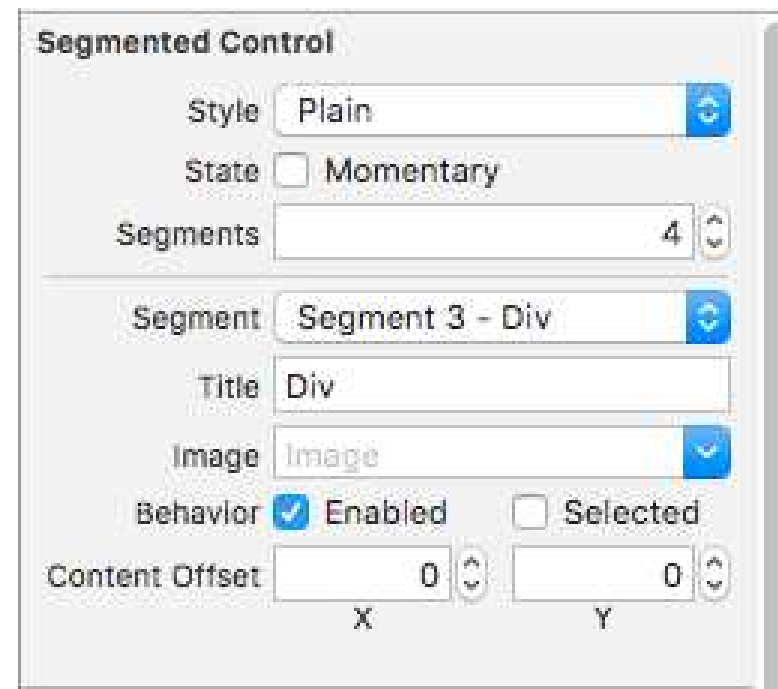 Segmented Control
Style Plain
State Momentary
Segments 4
Segment Segment 3 - Div
Title Div
Image Image
Behavior Enabled Selected
Content Offset 0 0
X Y